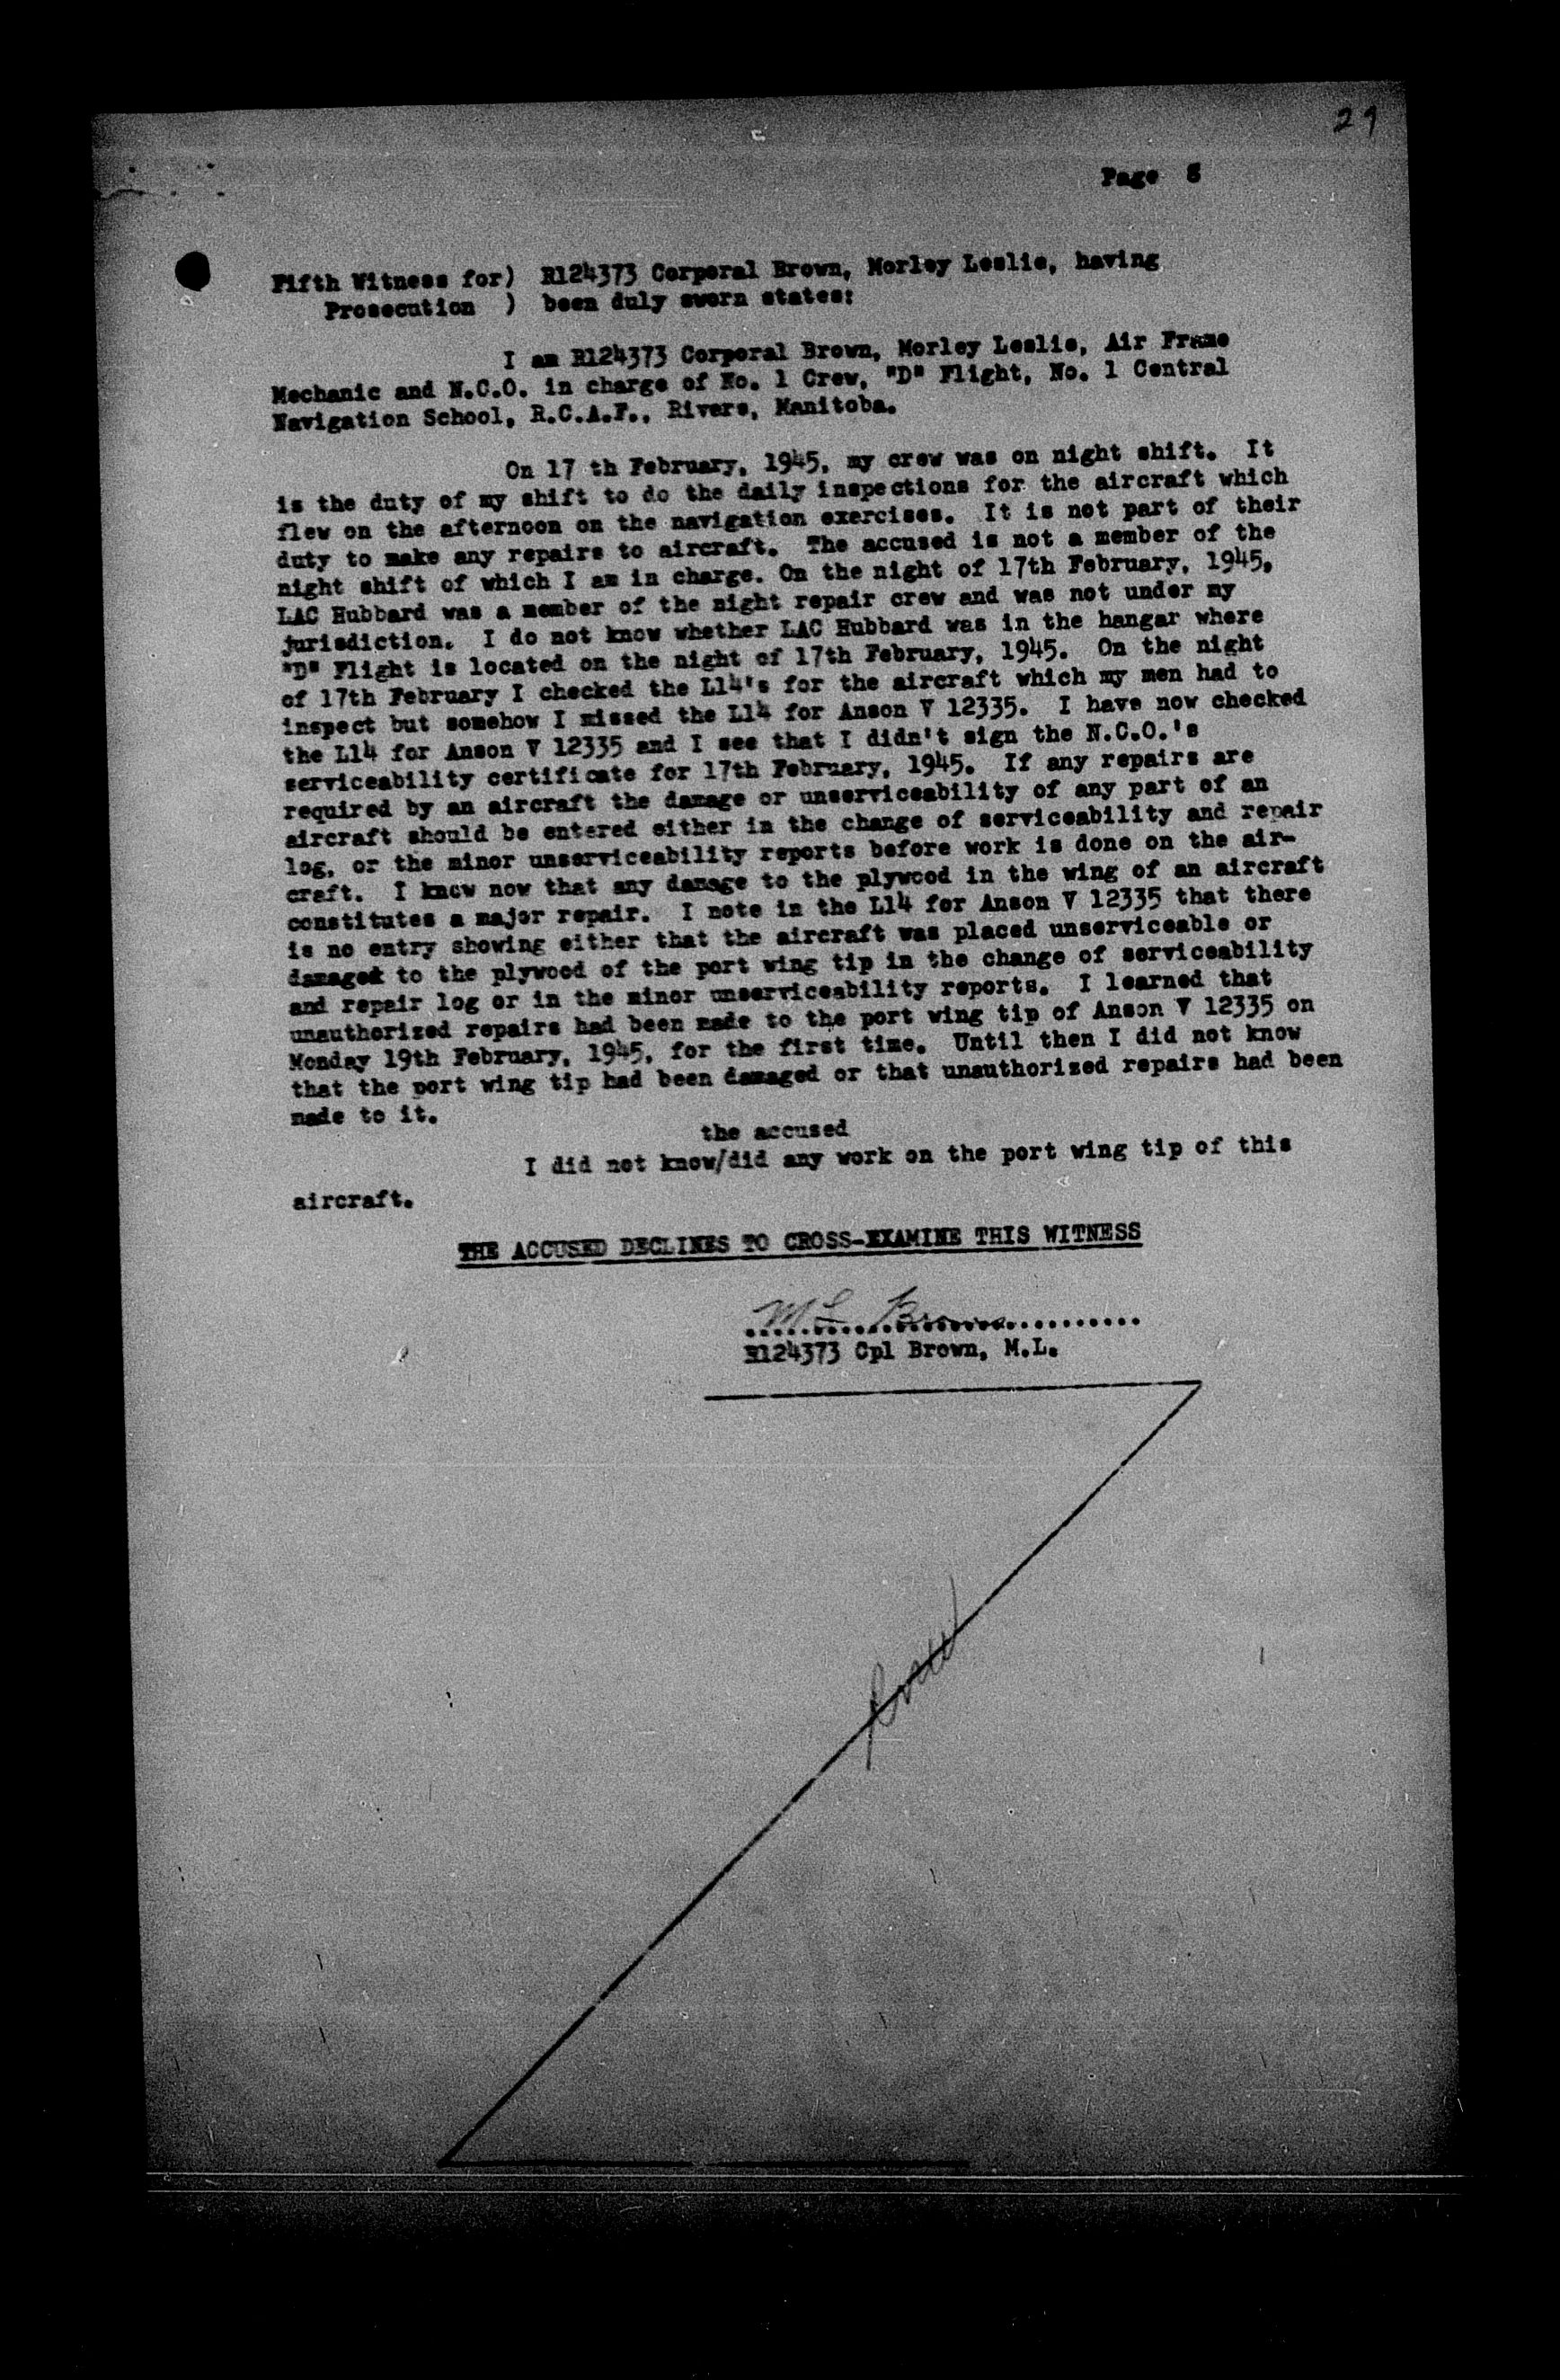 29
Page 8
Fifth Witness for) R124373 Corporal Brown, Morley Leslie, having
Prosecution ) been duly sworn states:
I am R124373 Corporal Brown, Morley Leslie, Air Frame
Mechanic and N.C.O. in charge of No. 1 Crew, "D" Flight, No. 1 Central
Navigation School, R.C.A.F., Rivers, Manitoba.
On 17 th February, 1945, my crew was on night shift. It
is the duty of my shift to do the daily inspections for the aircraft which
flew on the afternoon on the navigation exercises. It is not part of their
duty to make any repairs to aircraft. The accused is not a member of the
night shift of which I am in charge. On the night of 17th February, 1945,
LAC Hubbard was a member of the night repair crew and was not under my
jurisdiction. I do not know whether LAC Hubbard was in the hangar where
"D" Flight is located on the night of 17th February, 1945. On the night
of 17th February I checked the L14's for the aircraft which my men had to
inspect but somehow I missed the L14 for Anson V 12335. I have now checked
the L14 for Anson V 12335 and I see that I didn't sign the N.C.O.'s
serviceability certificate for 17th February, 1945. If any repairs are
required by an aircraft the damage or unserviceability of any part of an
aircraft should be entered either in the change of serviceability and repair
log, or the minor unserviceability reports before work is done on the air-
craft. I know now that any damage to the plywood in the wing of an aircraft
constitutes a major repair. I note in the L14 for Anson V 12335 that there
is no entry showing either that the aircraft was placed unserviceable or
damaged to the plywood of the port wing tip in the change of serviceability
and repair log or in the minor unserviceability reports. I learned that
unauthorized repairs had been made to the port wing tip of Anson V 12335 on
Monday 19th February, 1945, for the first time. Until then I did not know
that the port wing tip had been damaged or that unauthorized repairs had been
made to it.
the accused
I did not know/did any work on the port wing tip of this
aircraft.
THE ACCUSED DECLINES TO CROSS-EXAMINE THIS WITNESS
M L Brown
R124373 Cpl Brown, M.L.